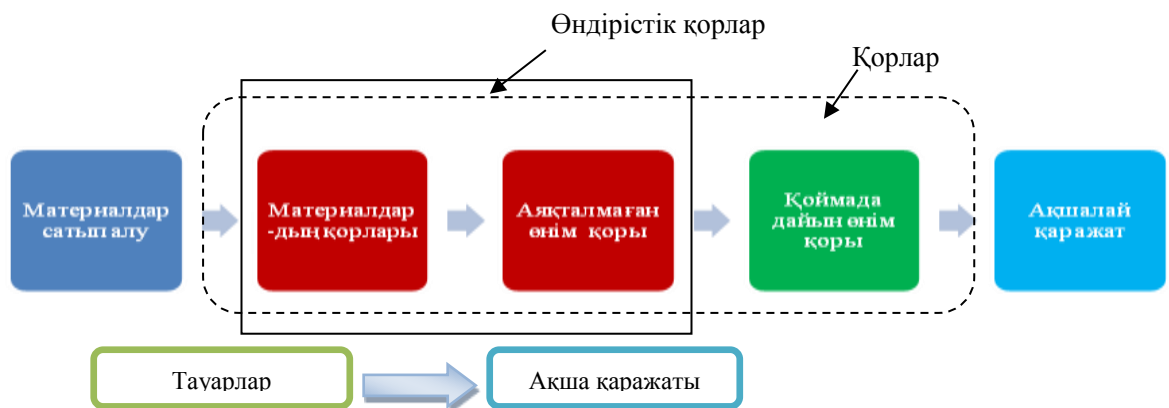 Өндірістік қорлар
Қорлар
Материалдар
сатып алу
Материалдар
-дың қорлары
Аяқталмаған
өнім қоры
Қоймада
дайын өнім
қоры
Ақшалай
қаражат
Тауарлар
Ақша қаражаты